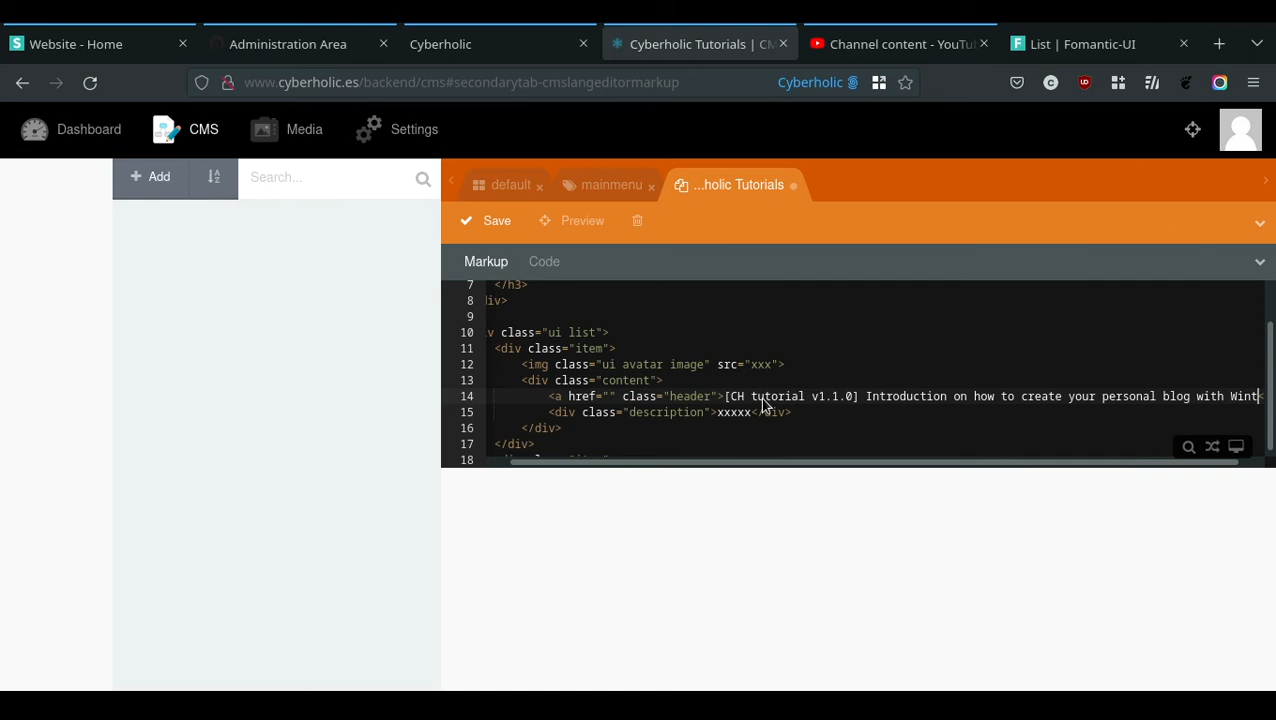 Website - Home
Administration Area
Cyberholic
Cyberholic Tutorials | CM
Channel content - YouTu
List | Fomantic-UI
www.cyberholic.es/backend/cms#secondarytab-cmslangeditormarkup
Cyberholic
Dashboard
CMS
Media
Settings
Add
Search...
default
mainmenu
...holic Tutorials
Save
Preview
Markup
Code
7 </h3>
8 div>
9
10 v class="ui list">
11 <div class="item">
12 <img class="ui avatar image" src="xxx">
13 <div class="content">
14 <a href="" class="header">[CH tutorial v1.1.0] Introduction on how to create your personal blog with Wint<
15 <div class="description">xxxxx</div>
16 </div>
17 </div>
18